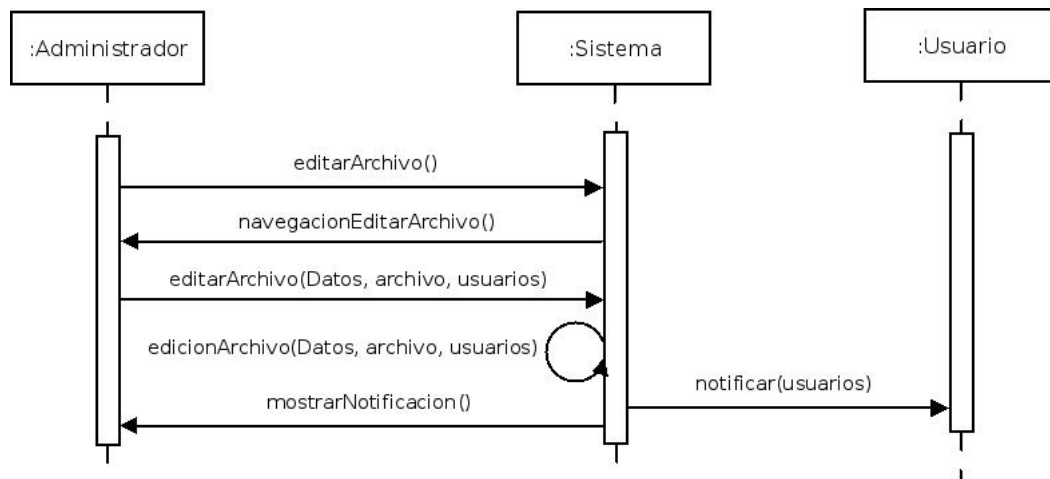 :Administrador
:Sistema
:Usuario
editarArchivo()
navegacionEditarArchivo()
editarArchivo(Datos, archivo, usuarios)
edicionArchivo(Datos, archivo, usuarios)
notificar(usuarios)
mostrarNotificacion()